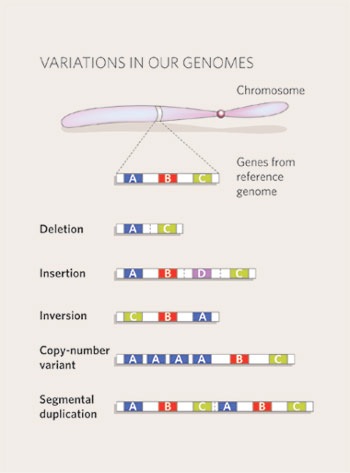 VARIATIONS IN OUR GENOMES
Chromosome
Genes from
reference
genome
A B C
Deletion
A C
Insertion
A B D C
Inversion
C B A
Copy-number
variant
A A A A B C
Segmental
duplication
A B C A B C